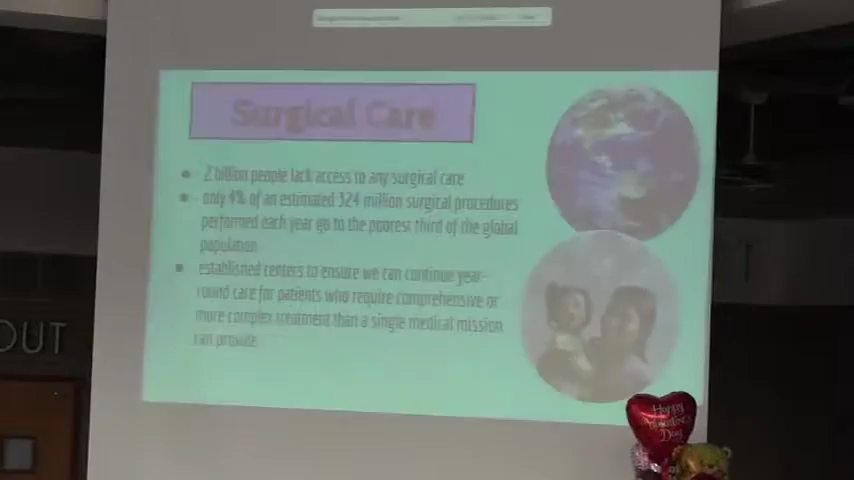 Surgical Care
2 billion people lack access to any surgical care
only 4% of an estimated 324 million surgical procedures
performed each year go to the poorest third of the global
population
established centers to ensure we can continue year-
round care for patients who require comprehensive or
more complex treatment than a single medical mission
can provide
OUT
Happy
Valentine's
Day